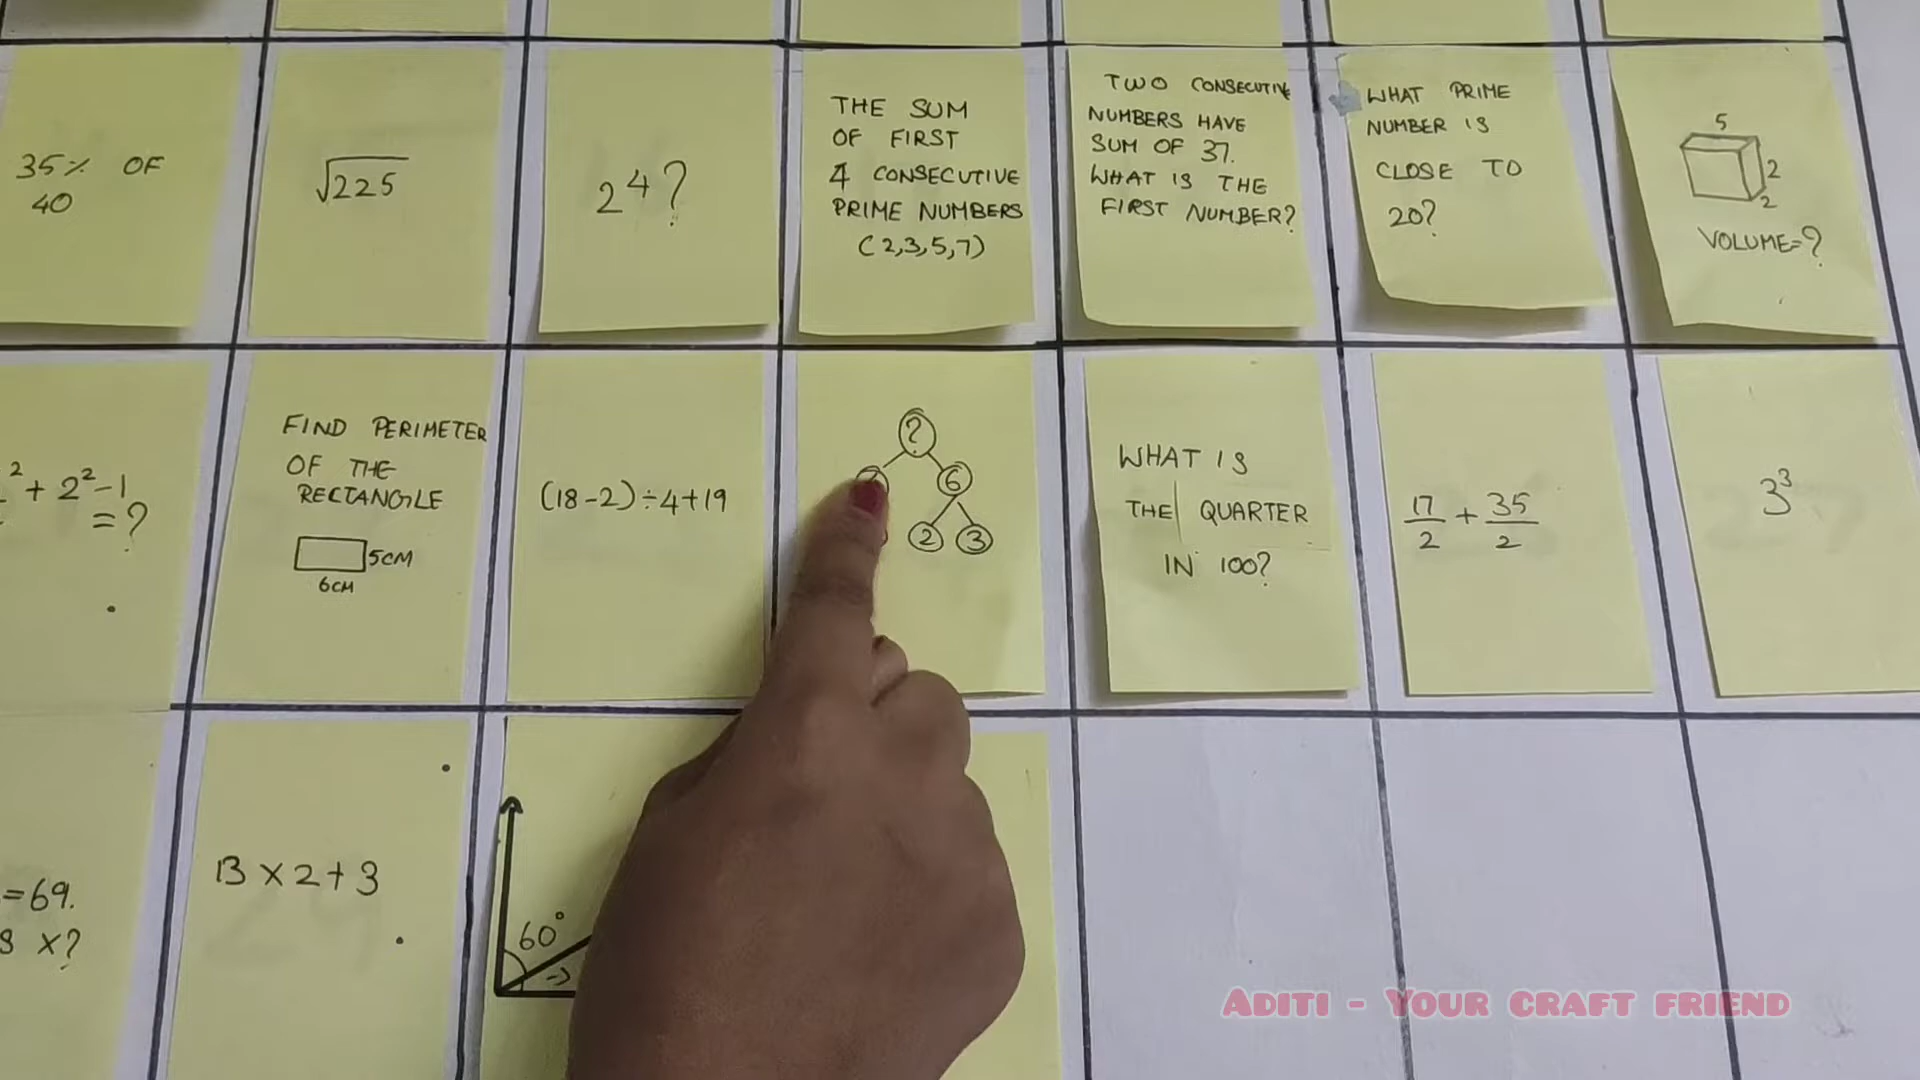 35% OF
40
√225
2⁴?
THE SUM
OF FIRST
4 CONSECUTIVE
PRIME NUMBERS
(2,3,5,7)
TWO CONSECUTIVE
NUMBERS HAVE
SUM OF 37.
WHAT IS THE
FIRST NUMBER?
WHAT PRIME
NUMBER IS
CLOSE TO
20?
5
2
2
VOLUME=?
² + 2²-1
=?
FIND PERIMETER
OF THE
RECTANGLE
5CM
6CM
(18-2)÷4+19
?
6
2 3
WHAT IS
THE QUARTER
IN 100?
17/2 + 35/2
3³
=69.
X?
13 x 2 + 3
60°
ADITI - YOUR CRAFT FRIEND